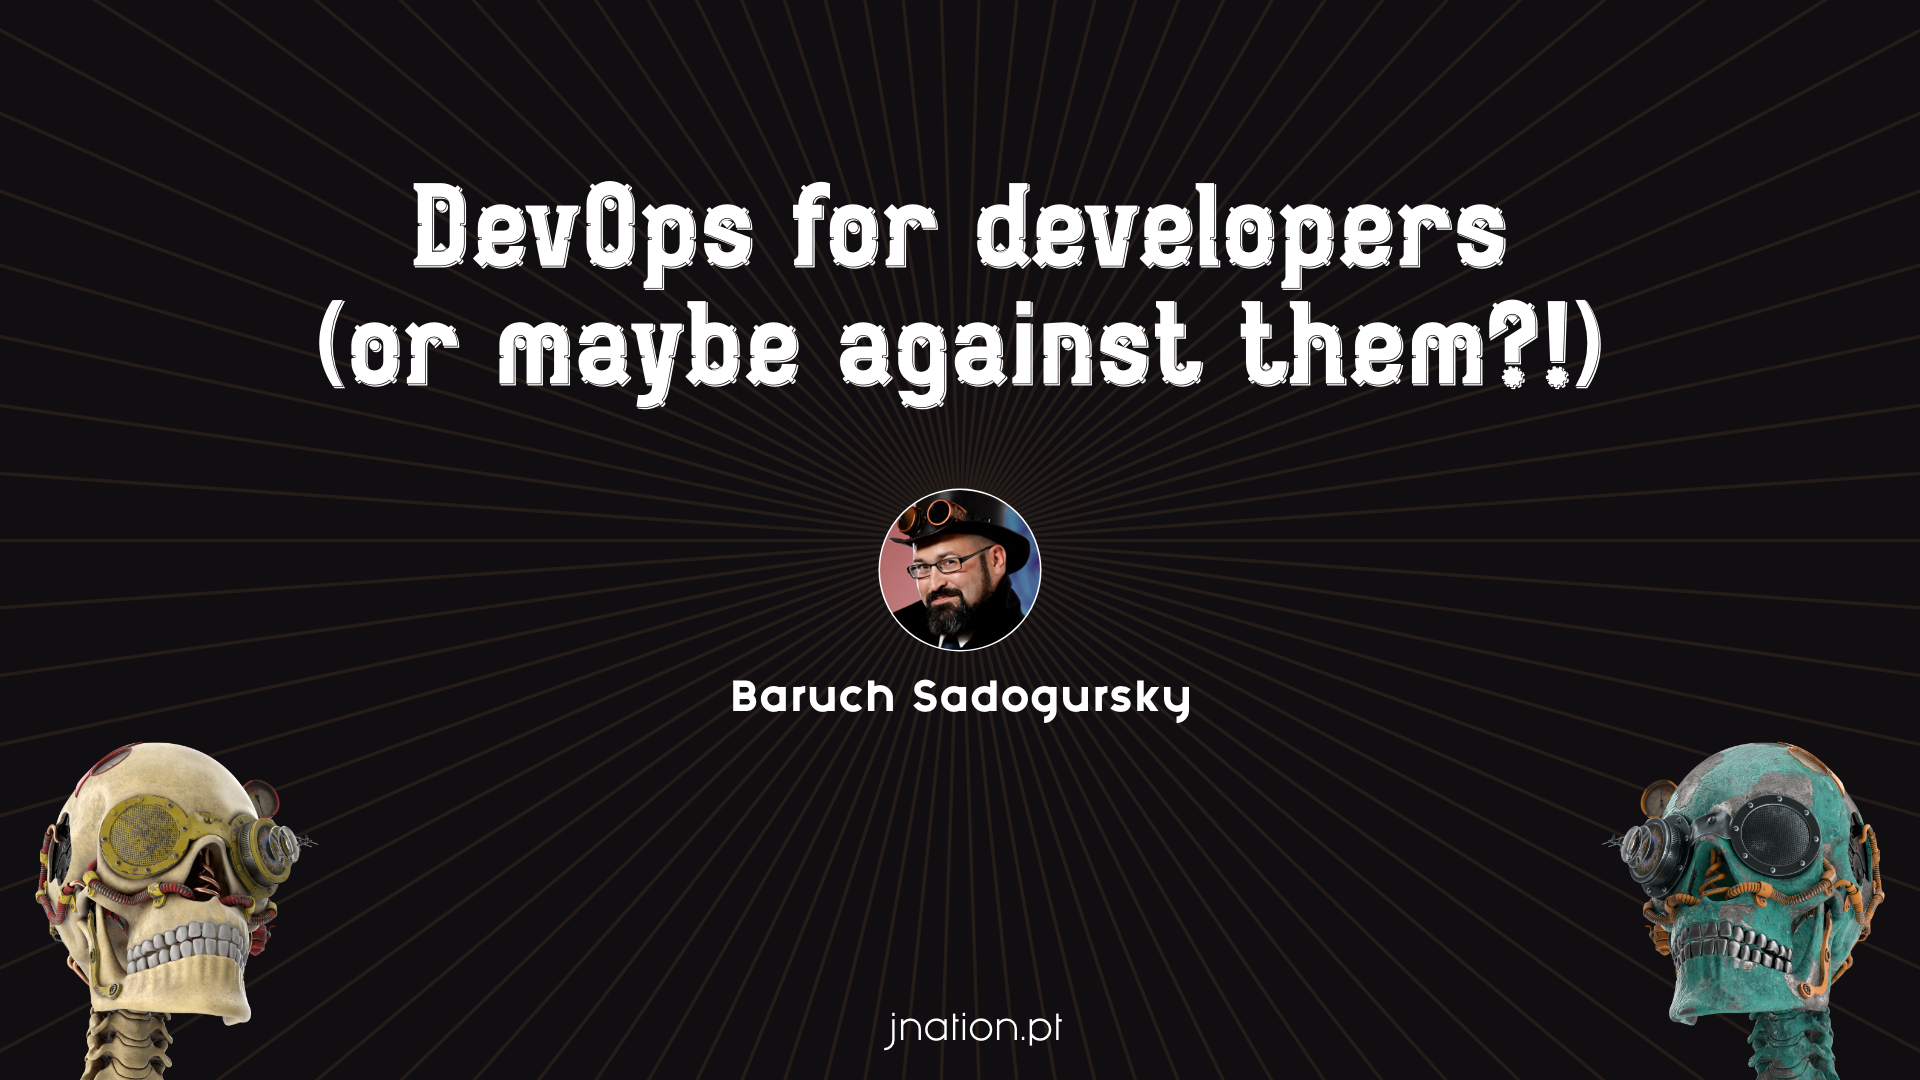 DevOps for developers
(or maybe against them?!)
Baruch Sadogursky
jnation.pt